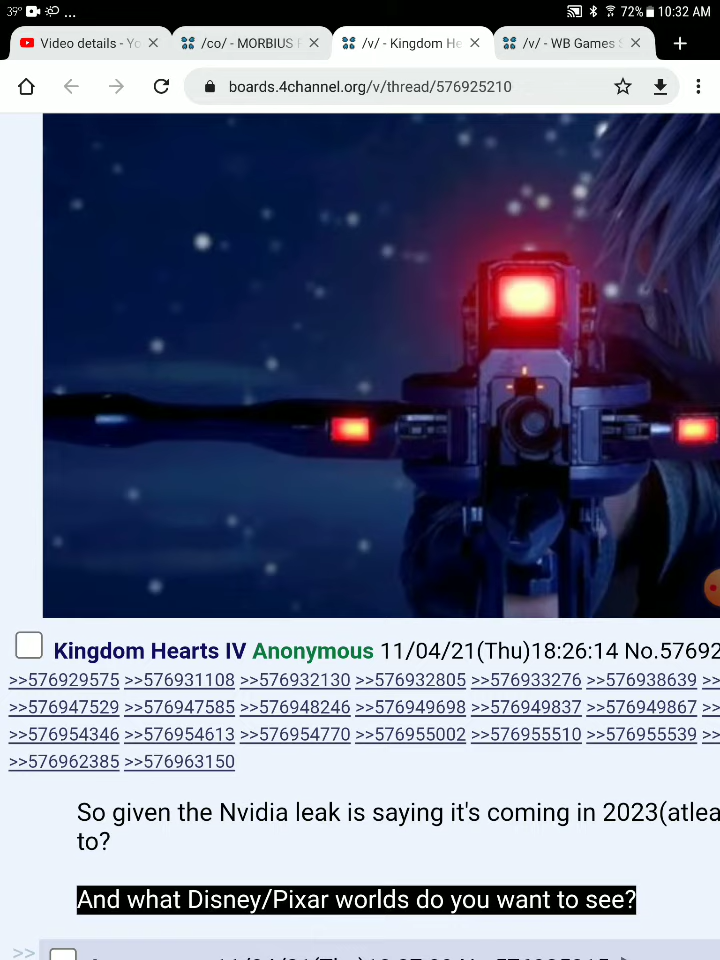 39° ... 72% 10:32 AM
Video details - Yo /co/ - MORBIUS F /v/ - Kingdom He /v/ - WB Games S
boards.4channel.org/v/thread/576925210
Kingdom Hearts IV Anonymous 11/04/21(Thu)18:26:14 No.57692
>>576929575 >>576931108 >>576932130 >>576932805 >>576933276 >>576938639 >>
>>576947529 >>576947585 >>576948246 >>576949698 >>576949837 >>576949867 >>
>>576954346 >>576954613 >>576954770 >>576955002 >>576955510 >>576955539 >>
>>576962385 >>576963150
So given the Nvidia leak is saying it's coming in 2023(atlea
to?
And what Disney/Pixar worlds do you want to see?
>>